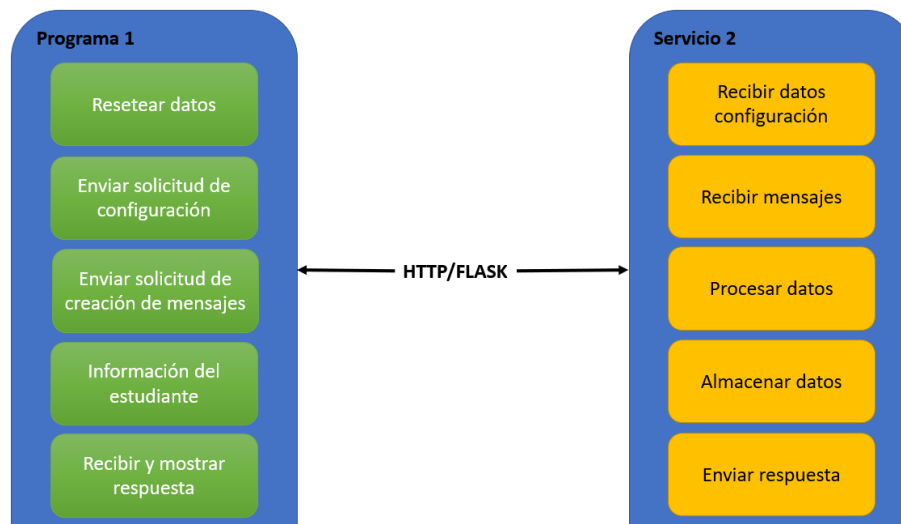 Programa 1
Resetear datos
Enviar solicitud de
configuración
Enviar solicitud de
creación de mensajes
Información del
estudiante
Recibir y mostrar
respuesta
HTTP/FLASK
Servicio 2
Recibir datos
configuración
Recibir mensajes
Procesar datos
Almacenar datos
Enviar respuesta